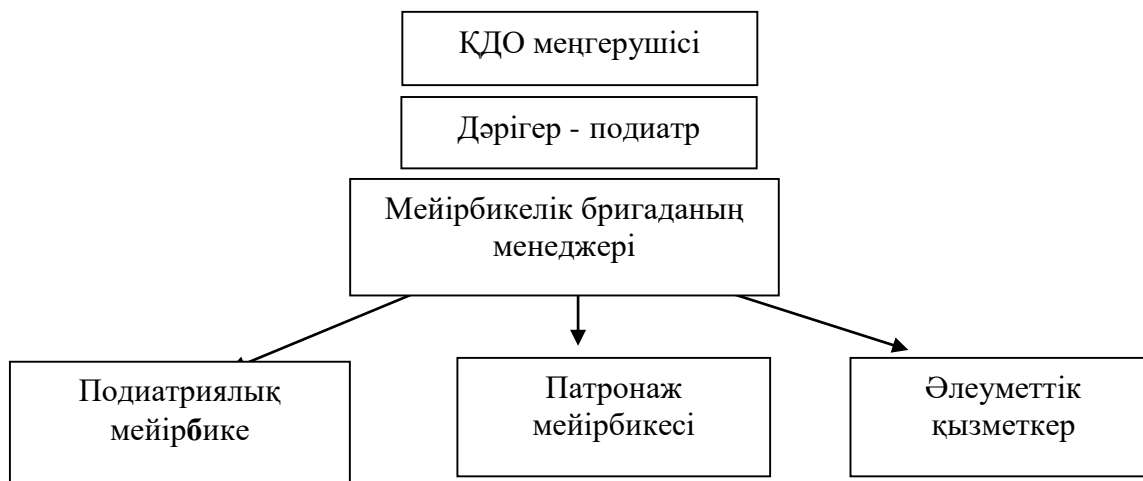 ҚДО меңгерушісі
Дәрігер - подиатр
Мейірбикелік бригаданың
менеджері
Подиатриялық
мейірбике
Патронаж
мейірбикесі
Әлеуметтік
қызметкер